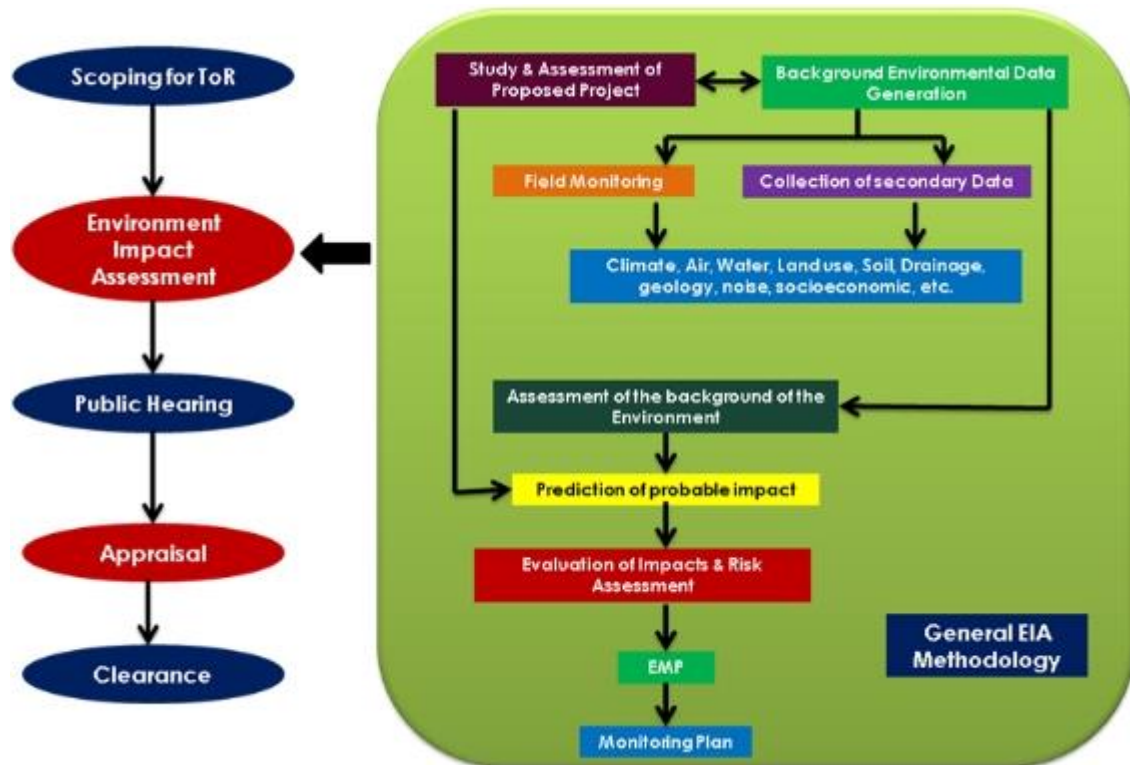 Scoping for ToR
Environment
Impact
Assessment
Public Hearing
Appraisal
Clearance
Study & Assessment of
Proposed Project
Background Environmental Data
Generation
Field Monitoring
Collection of secondary Data
Climate, Air, Water, Land use, Soil, Drainage,
geology, noise, socioeconomic, etc.
Assessment of the background of the
Environment
Prediction of probable impact
Evaluation of Impacts & Risk
Assessment
EMP
Monitoring Plan
General EIA
Methodology